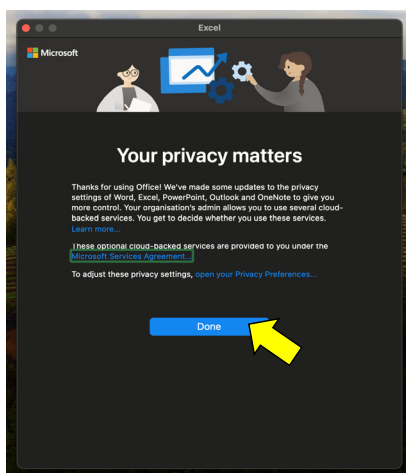 Excel
Microsoft
Your privacy matters
Thanks for using Office! We've made some updates to the privacy
settings of Word, Excel, PowerPoint, Outlook and OneNote to give you
more control. Your organisation's admin allows you to use several cloud-
backed services. You get to decide whether you use these services.
Learn more...
These optional cloud-backed services are provided to you under the
Microsoft Services Agreement...
To adjust these privacy settings, open your Privacy Preferences...
Done